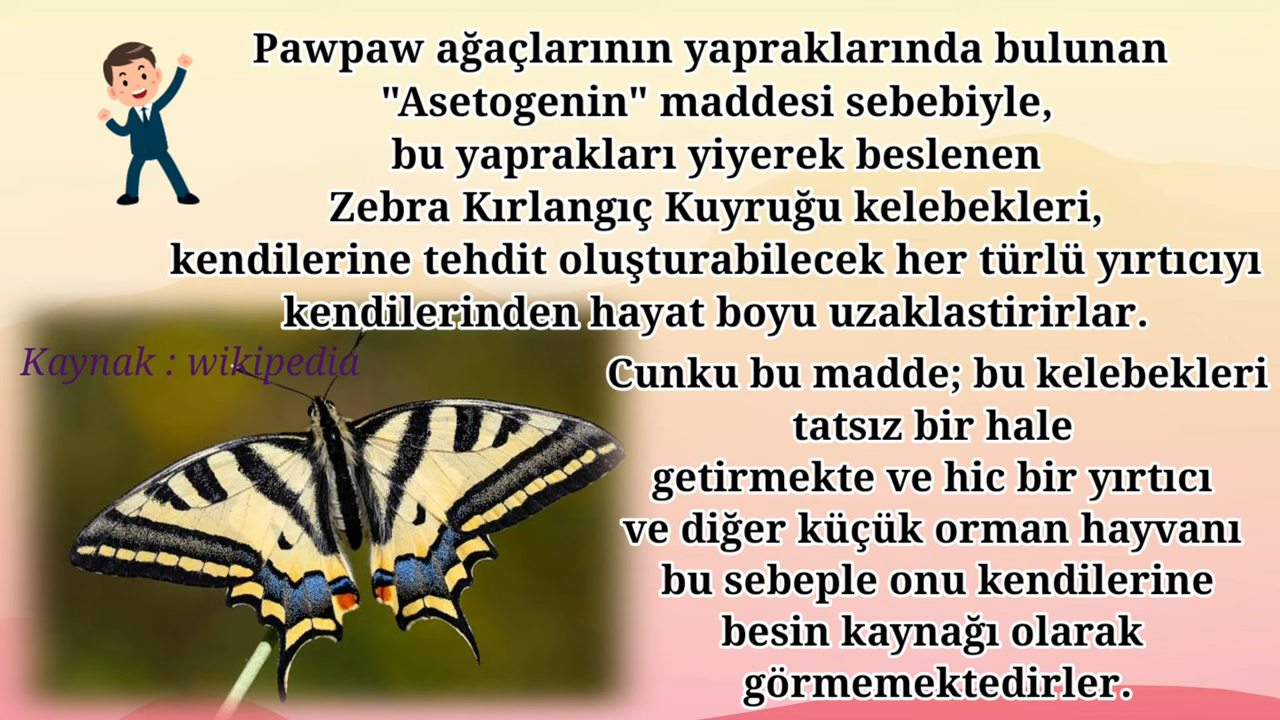 Pawpaw ağaçlarının yapraklarında bulunan
"Asetogenin" maddesi sebebiyle,
bu yaprakları yiyerek beslenen
Zebra Kırlangıç Kuyruğu kelebekleri,
kendilerine tehdit oluşturabilecek her türlü yırtıcıyı
kendilerinden hayat boyu uzaklastirirlar.
Kaynak : wikipedia
Cunku bu madde; bu kelebekleri
tatsız bir hale
getirmekte ve hic bir yırtıcı
ve diğer küçük orman hayvanı
bu sebeple onu kendilerine
besin kaynağı olarak
görmemektedirler.